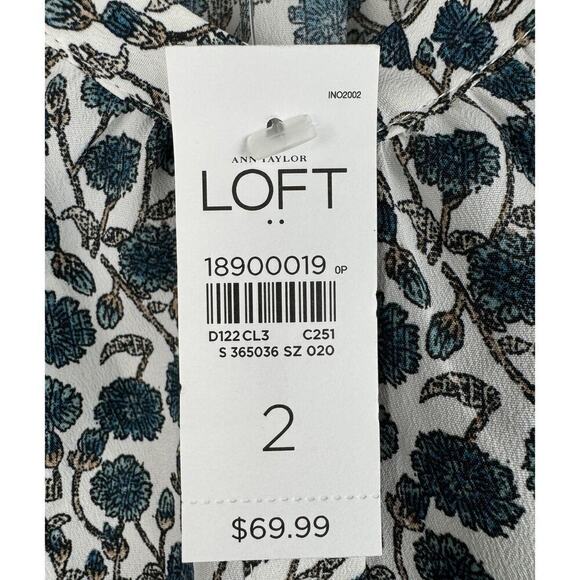 INO2002
ANN TAYLOR
LOFT
18900019 0P
D122 CL3 C251
S 365036 SZ 020
2
$69.99